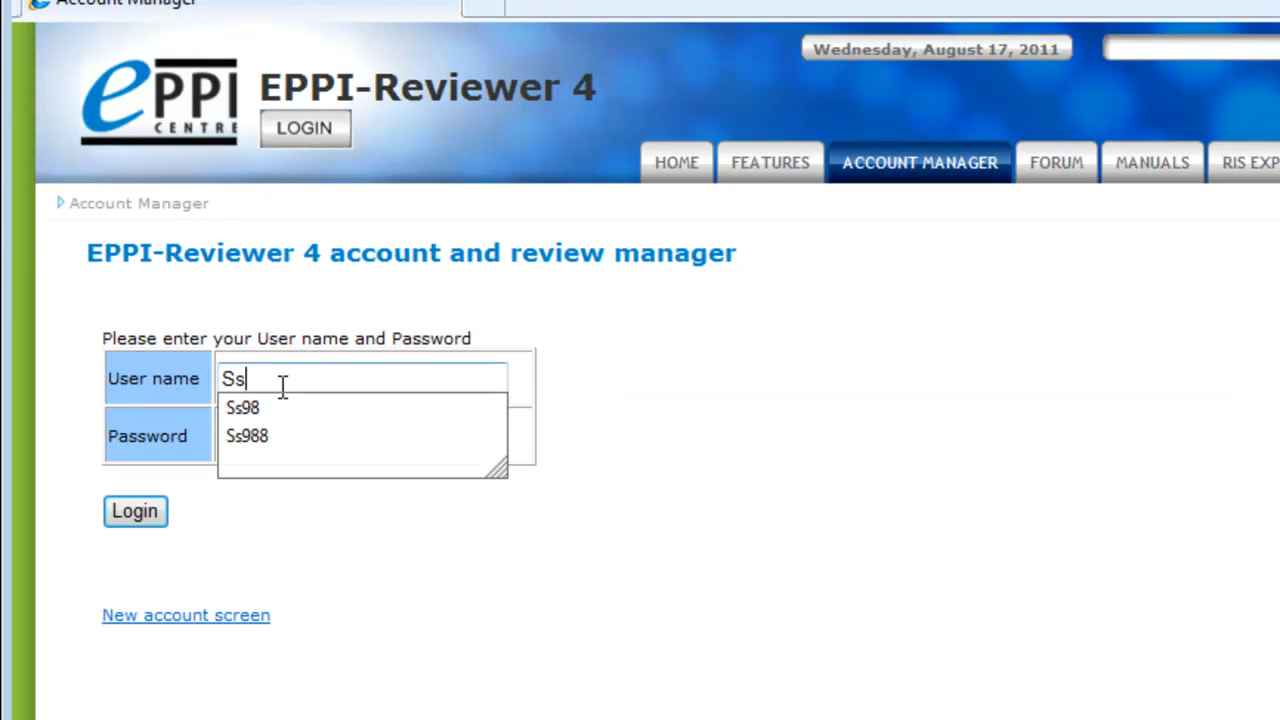 Account Manager
Wednesday, August 17, 2011
ePPI
CENTRE
EPPI-Reviewer 4
LOGIN
HOME
FEATURES
ACCOUNT MANAGER
FORUM
MANUALS
RIS EXP
Account Manager
EPPI-Reviewer 4 account and review manager
Please enter your User name and Password
User name
Ss
Ss98
Ss988
Password
Login
New account screen